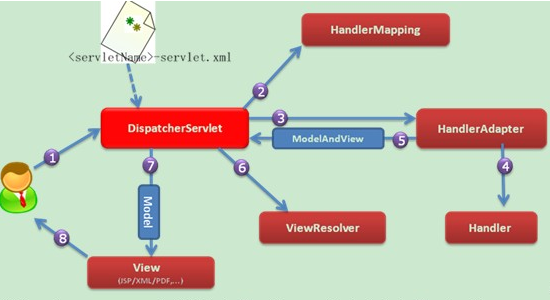 <servletName>-servlet.xml
HandlerMapping
2
3
DispatcherServlet
HandlerAdapter
ModelAndView
5
1
7
6
4
Model
8
ViewResolver
Handler
View
(JSP/XML/PDF,...)